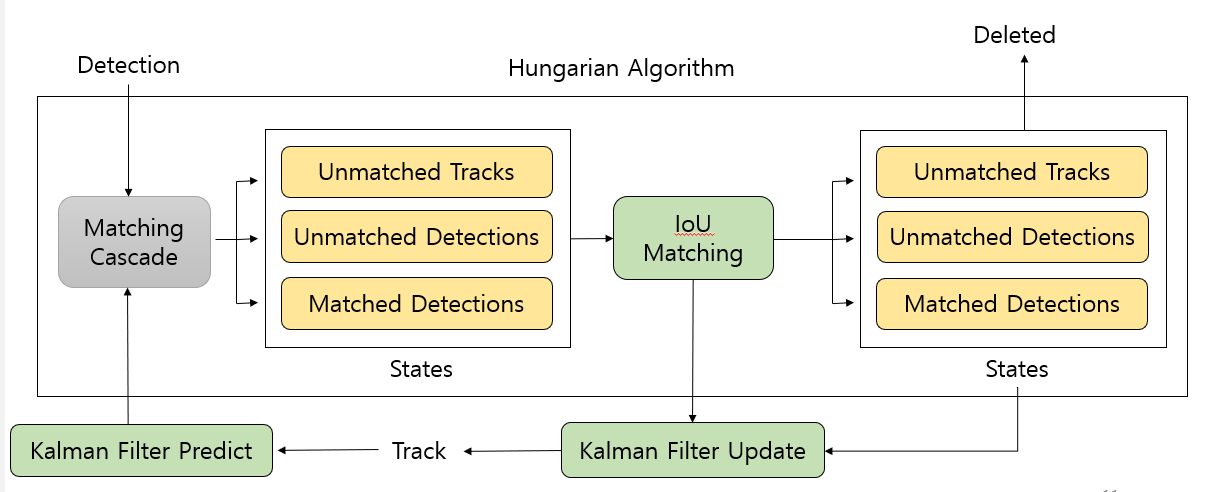 Deleted
Detection
Hungarian Algorithm
Matching
Cascade
Unmatched Tracks
Unmatched Detections
Matched Detections
States
IoU
Matching
Unmatched Tracks
Unmatched Detections
Matched Detections
States
Kalman Filter Predict
Track
Kalman Filter Update